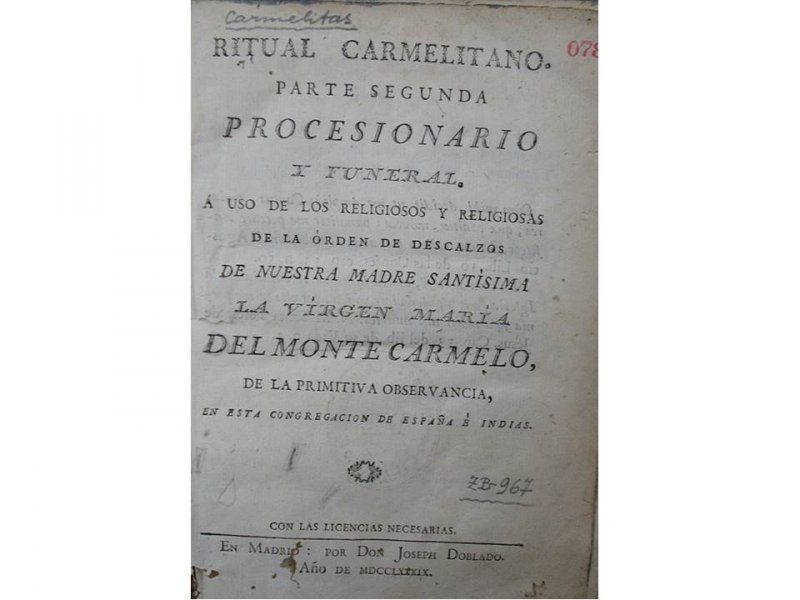 Carmelitas
RITUAL CARMELITANO.
078
PARTE SEGUNDA
PROCESIONARIO
Y FUNERAL.
Á USO DE LOS RELIGIOSOS Y RELIGIOSAS
DE LA ÓRDEN DE DESCALZOS
DE NUESTRA MADRE SANTÍSIMA
LA VÍRGEN MARÍA
DEL MONTE CARMELO,
DE LA PRIMITIVA OBSERVANCIA,
EN ESTA CONGREGACION DE ESPAÑA É INDIAS.
ZB-967
CON LAS LICENCIAS NECESARIAS.
EN MADRID: POR DON JOSEPH DOBLADO.
AÑO DE MDCCLXXXIX.